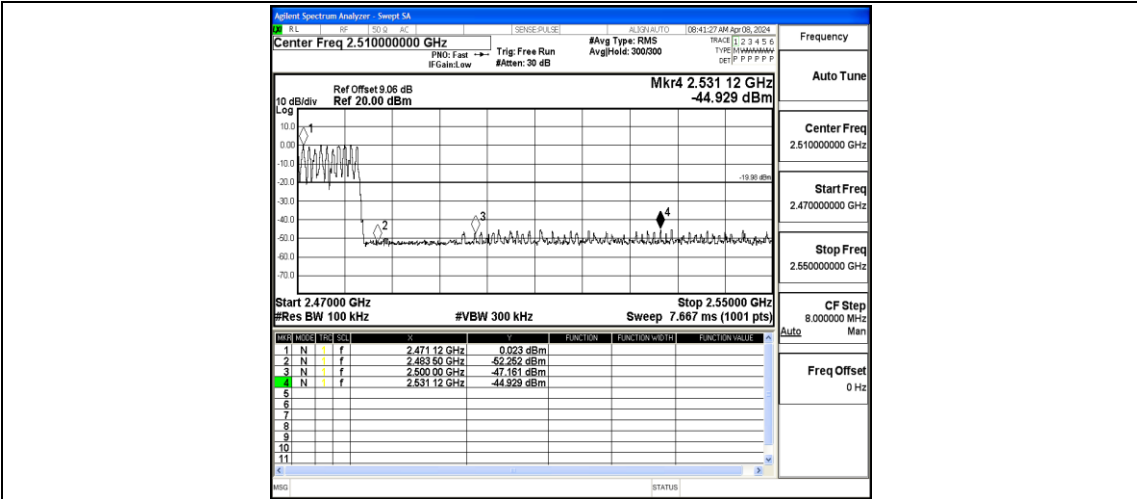 Agilent Spectrum Analyzer - Swept SA
RL RF 50 Ω AC SENSE:PULSE ALIGN AUTO 08:41:27 AM Apr 08, 2024
Center Freq 2.510000000 GHz
PNO: Fast
IFGain:Low
Trig: Free Run
#Atten: 30 dB
#Avg Type: RMS
Avg|Hold: 300/300
TRACE 1 2 3 4 5 6
TYPE M
DET P P P P P P
Frequency
Mkr4 2.531 12 GHz
-44.929 dBm
Ref Offset 9.06 dB
10 dB/div Ref 20.00 dBm
Log
10.0
0.00
-10.0
-20.0
-30.0
-40.0
-50.0
-60.0
-70.0
1
2
3
4
-19.98 dBm
Start 2.47000 GHz Stop 2.55000 GHz
#Res BW 100 kHz #VBW 300 kHz Sweep 7.667 ms (1001 pts)
MKR MODE TRC SCL X Y FUNCTION FUNCTION WIDTH FUNCTION VALUE
1 N 1 f 2.471 12 GHz 0.023 dBm
2 N 1 f 2.483 50 GHz -52.252 dBm
3 N 1 f 2.500 00 GHz -47.161 dBm
4 N 1 f 2.531 12 GHz -44.929 dBm
5
6
7
8
9
10
11
MSG STATUS
Auto Tune
Center Freq
2.510000000 GHz
Start Freq
2.470000000 GHz
Stop Freq
2.550000000 GHz
CF Step
8.000000 MHz
Auto Man
Freq Offset
0 Hz